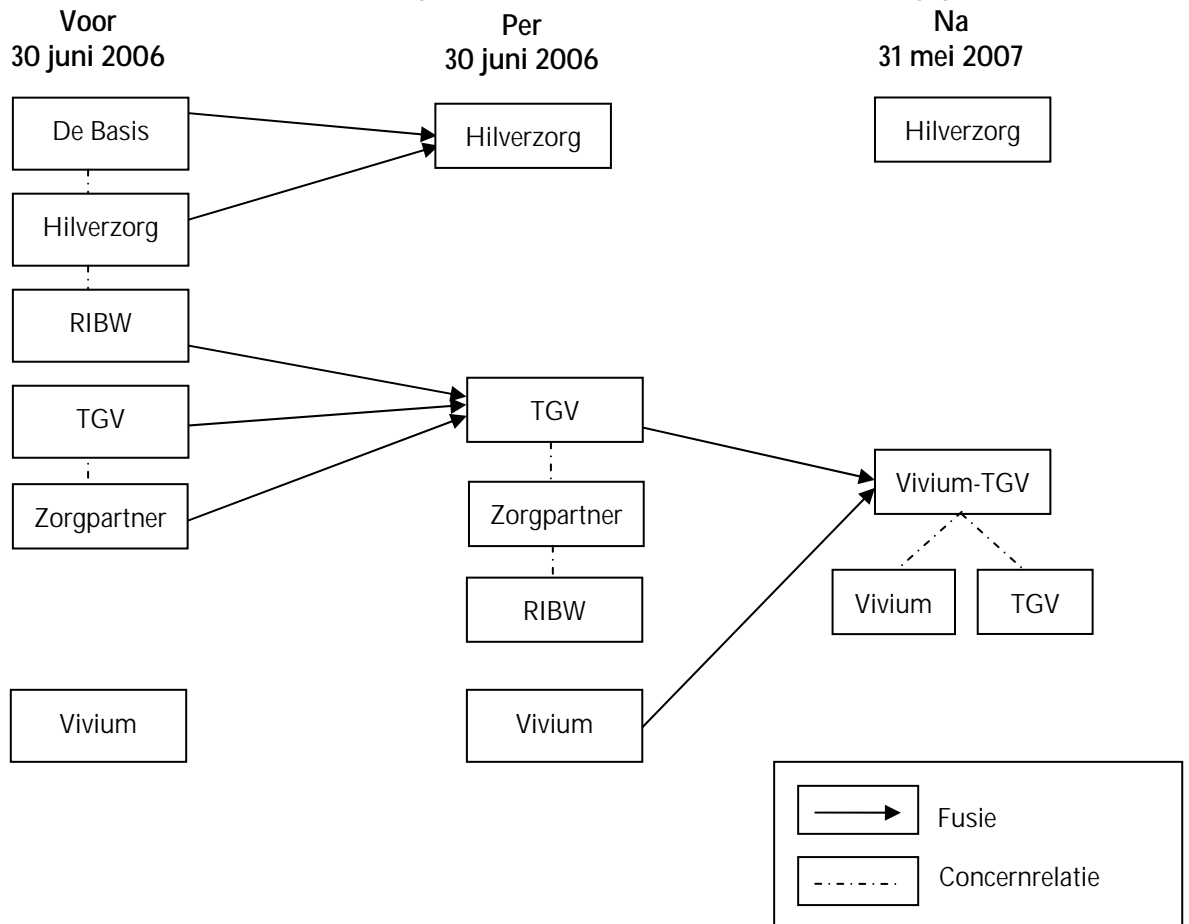 Voor
30 juni 2006
De Basis
Hilverzorg
RIBW
TGV
Zorgpartner
Vivium
Per
30 juni 2006
Hilverzorg
TGV
Zorgpartner
RIBW
Vivium
Na
31 mei 2007
Hilverzorg
Vivium-TGV
Vivium
TGV
Fusie
Concernrelatie